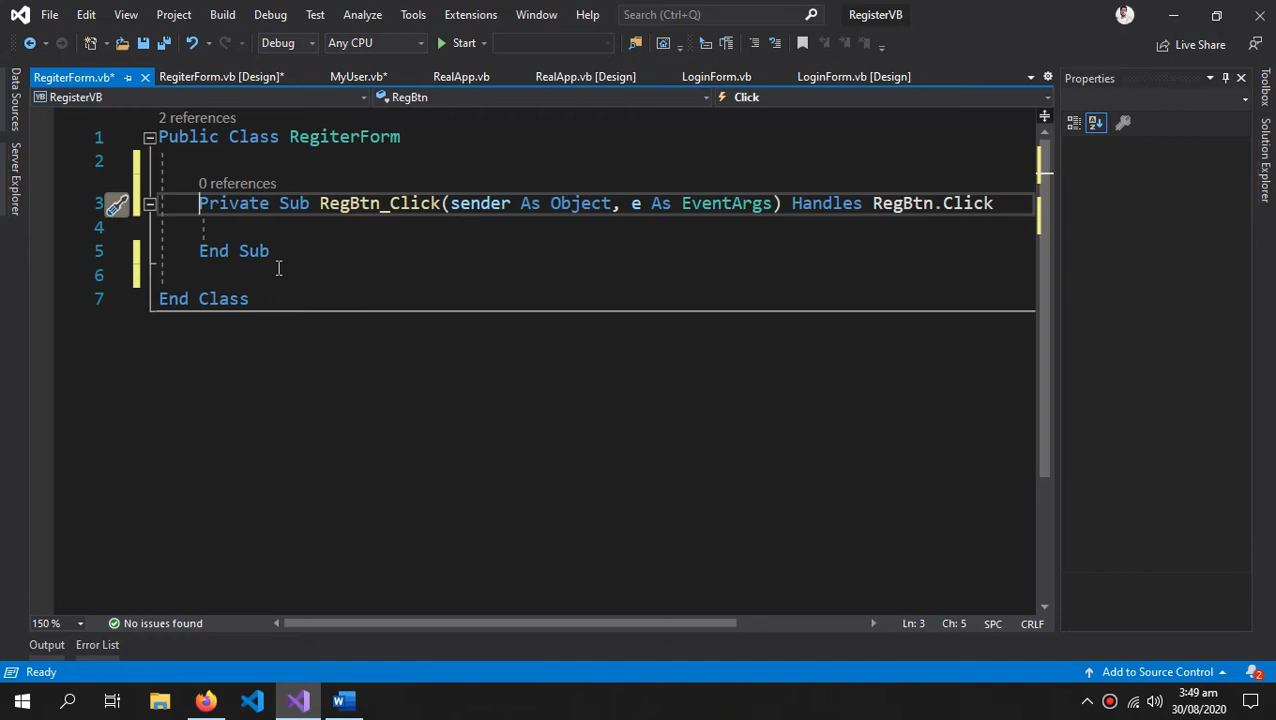 File Edit View Project Build Debug Test Analyze Tools Extensions Window Help Search (Ctrl+Q) RegisterVB
Debug Any CPU Start Live Share
RegiterForm.vb* RegiterForm.vb [Design]* MyUser.vb* RealApp.vb RealApp.vb [Design] LoginForm.vb LoginForm.vb [Design] Properties
VB RegisterVB RegBtn Click
Data Sources
Server Explorer
Toolbox
Diagnostic Tools
2 references
1 Public Class RegiterForm
2
0 references
3 Private Sub RegBtn_Click(sender As Object, e As EventArgs) Handles RegBtn.Click
4
5 End Sub
6
7 End Class
150 % No issues found Ln: 3 Ch: 5 SPC CRLF
Output Error List
Ready Add to Source Control 2
3:49 am
30/08/2020